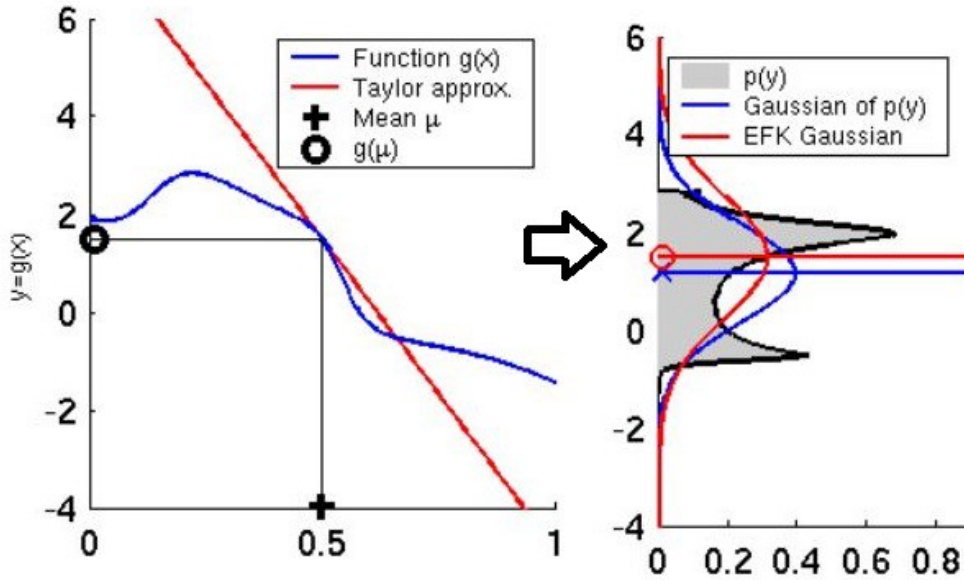 6
4
2
0
-2
-4
y=g(x)
0
0.5
1
Function g(x)
Taylor approx.
Mean μ
g(μ)
6
4
2
0
-2
-4
0
0.2
0.4
0.6
0.8
p(y)
Gaussian of p(y)
EFK Gaussian